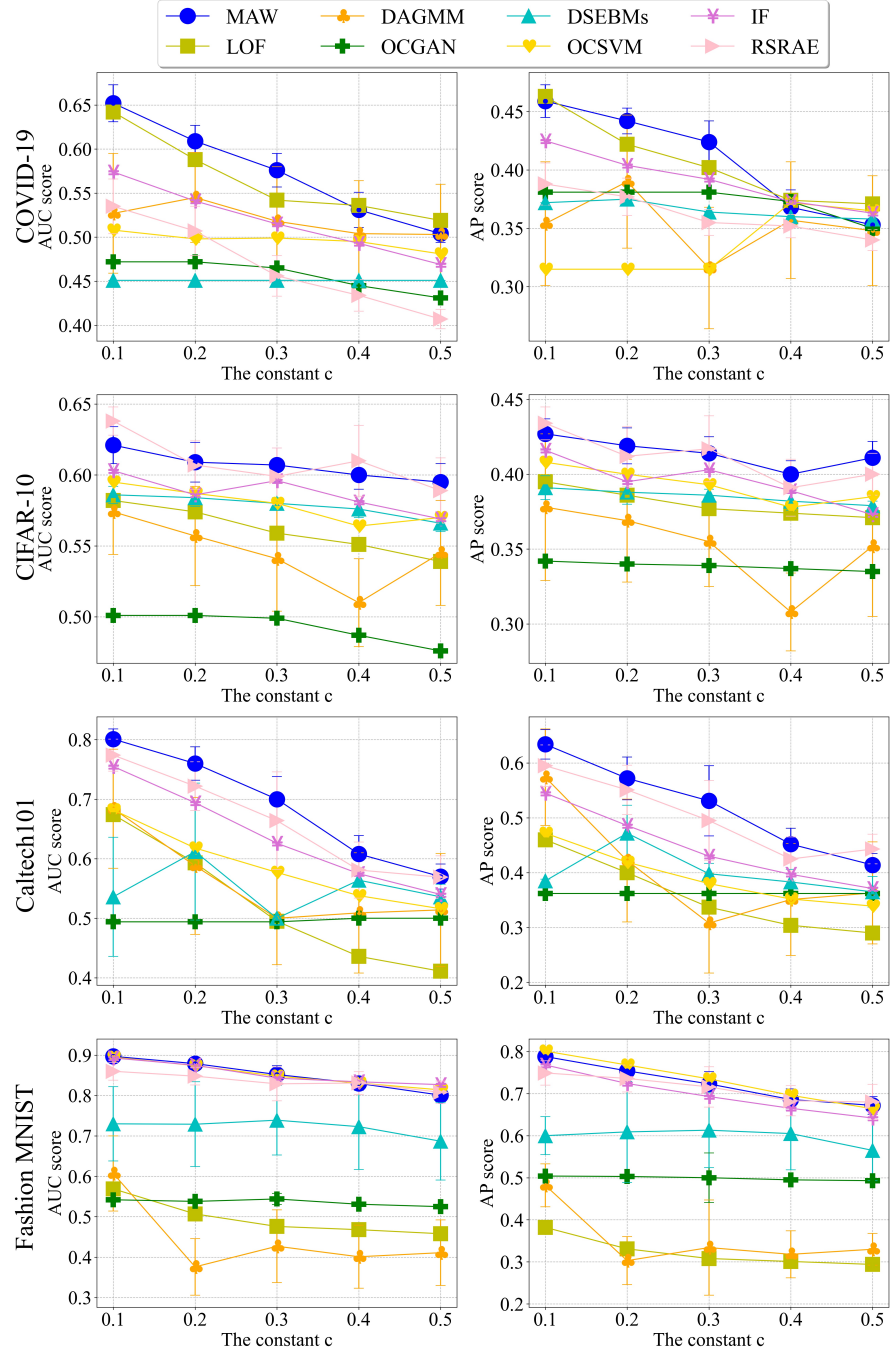 MAW DAGMM DSEBMs IF
LOF OCGAN OCSVM RSRAE
COVID-19
AUC score
0.65
0.60
0.55
0.50
0.45
0.40
0.1 0.2 0.3 0.4 0.5
The constant c
AP score
0.45
0.40
0.35
0.30
0.1 0.2 0.3 0.4 0.5
The constant c
CIFAR-10
AUC score
0.65
0.60
0.55
0.50
0.1 0.2 0.3 0.4 0.5
The constant c
AP score
0.45
0.40
0.35
0.30
0.1 0.2 0.3 0.4 0.5
The constant c
Caltech101
AUC score
0.8
0.7
0.6
0.5
0.4
0.1 0.2 0.3 0.4 0.5
The constant c
AP score
0.6
0.5
0.4
0.3
0.2
0.1 0.2 0.3 0.4 0.5
The constant c
Fashion MNIST
AUC score
0.9
0.8
0.7
0.6
0.5
0.4
0.3
0.1 0.2 0.3 0.4 0.5
The constant c
AP score
0.8
0.7
0.6
0.5
0.4
0.3
0.2
0.1 0.2 0.3 0.4 0.5
The constant c